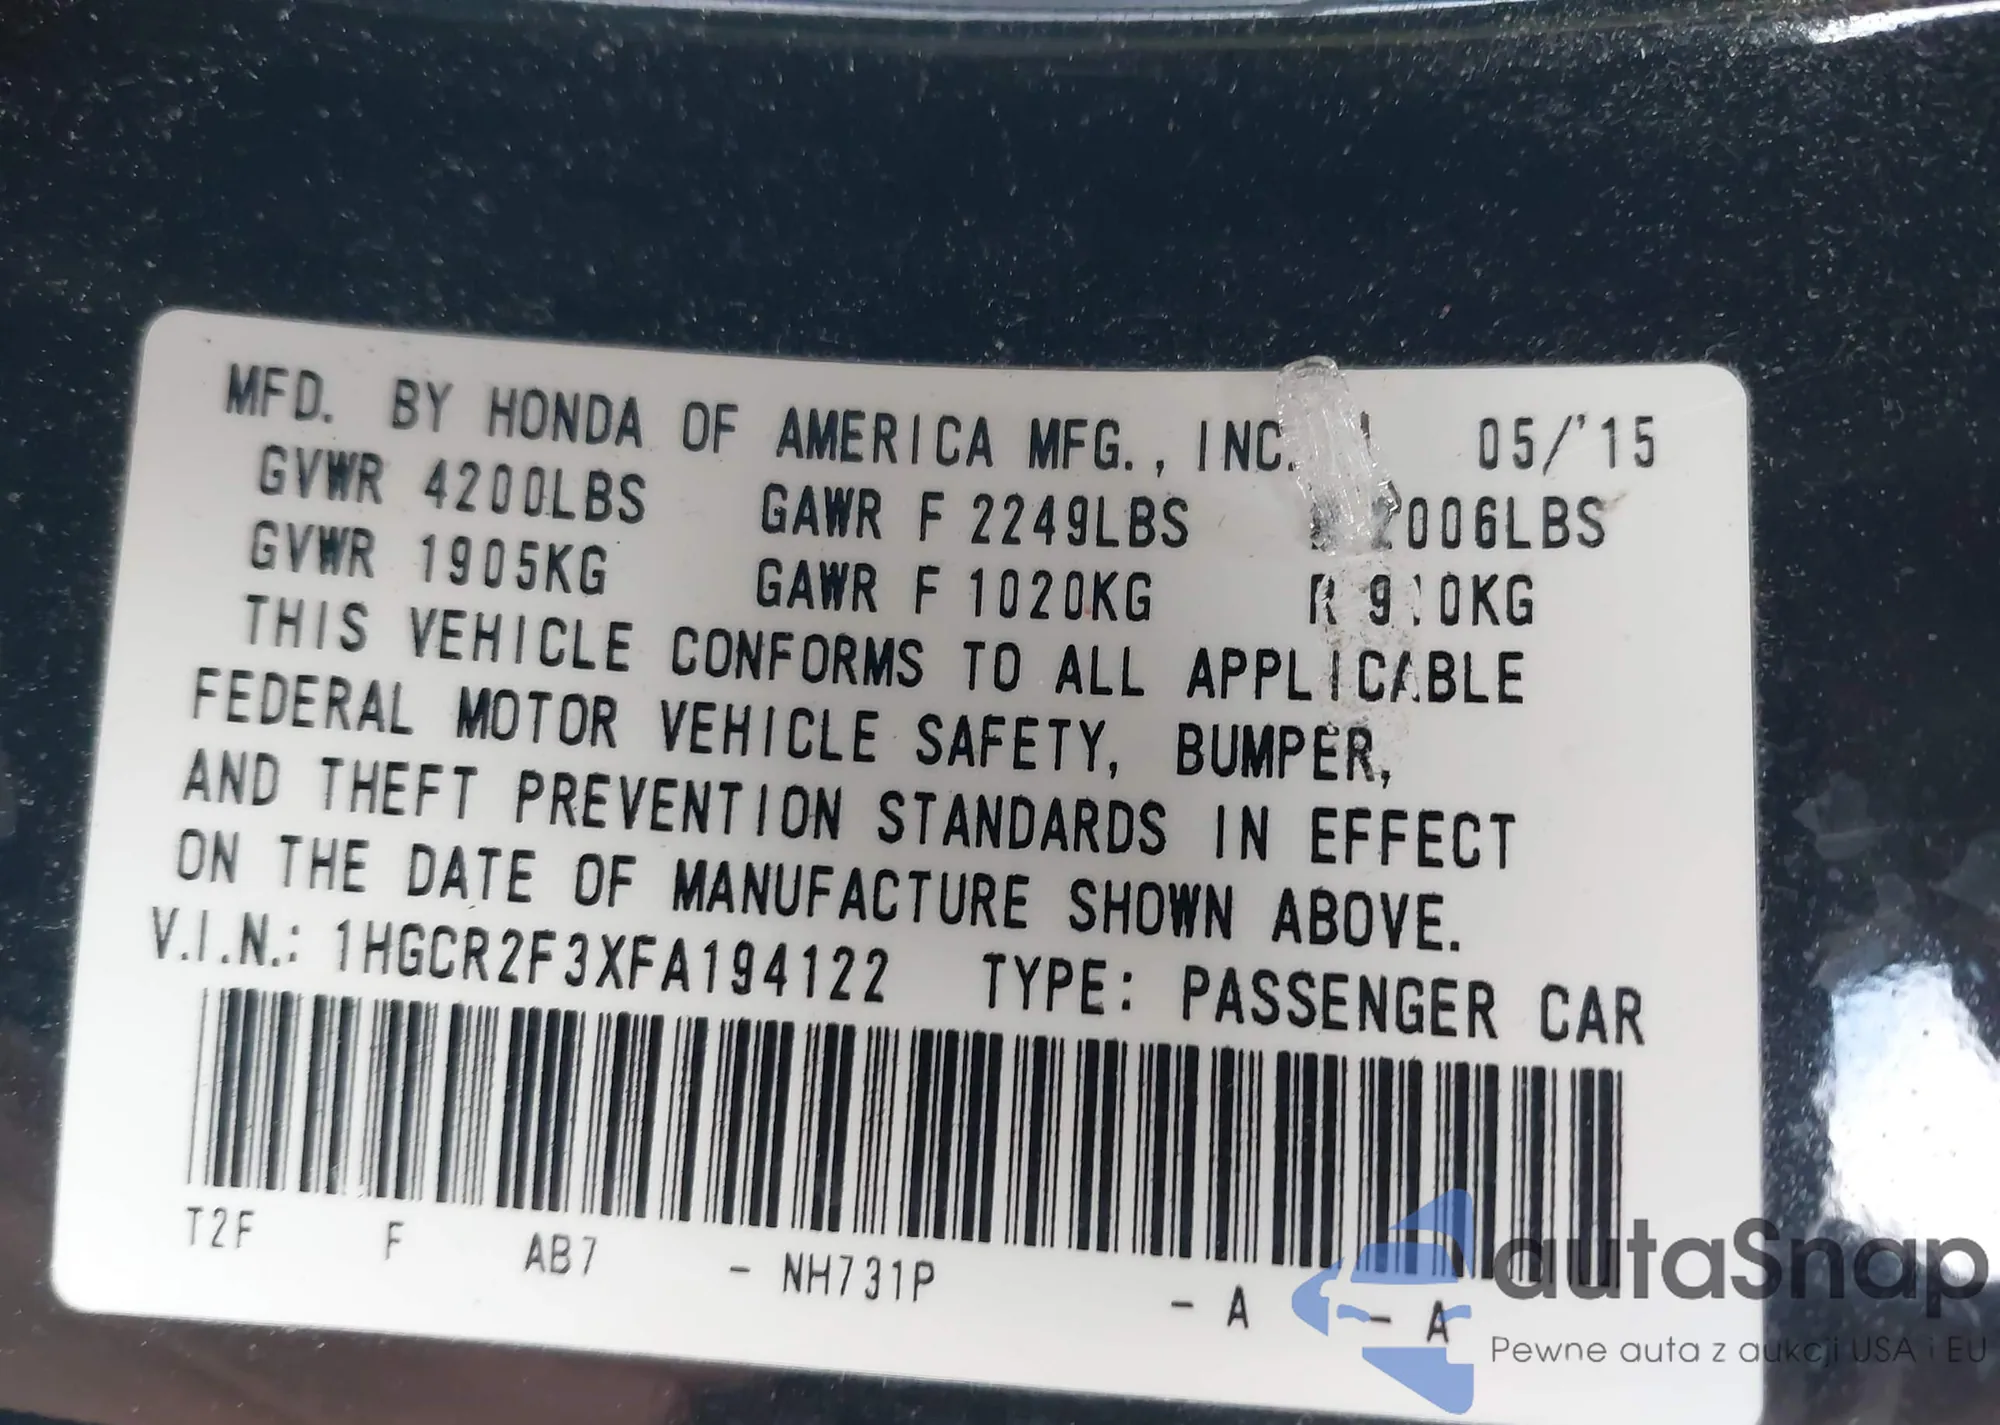 MFD. BY HONDA OF AMERICA MFG., INC. 05/'15
GVWR 4200LBS GAWR F 2249LBS 2006LBS
GVWR 1905KG GAWR F 1020KG R 910KG
THIS VEHICLE CONFORMS TO ALL APPLICABLE
FEDERAL MOTOR VEHICLE SAFETY, BUMPER,
AND THEFT PREVENTION STANDARDS IN EFFECT
ON THE DATE OF MANUFACTURE SHOWN ABOVE.
V.I.N.: 1HGCR2F3XFA194122 TYPE: PASSENGER CAR
T2F F AB7 - NH731P - A - A
autaSnap
Pewne auta z aukcji USA i EU